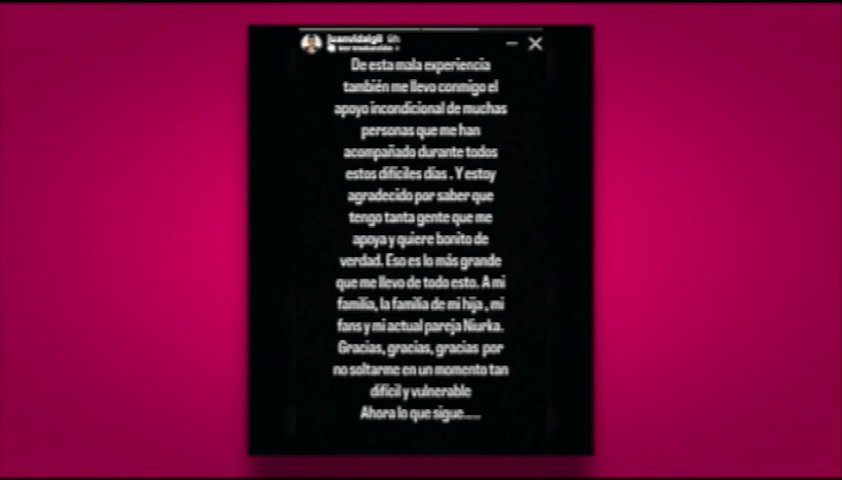 juanvidalgil 9h
De esta mala experiencia
también me llevo conmigo el
apoyo incondicional de muchas
personas que me han
acompañado durante todos
estos difíciles días . Y estoy
agradecido por saber que
tengo tanta gente que me
apoya y quiere bonito de
verdad. Eso es lo más grande
que me llevo de todo esto. A mi
familia, la familia de mi hija , mi
fans y mi actual pareja Niurka.
Gracias, gracias, gracias por
no soltarme en un momento tan
difícil y vulnerable
Ahora lo que sigue.....